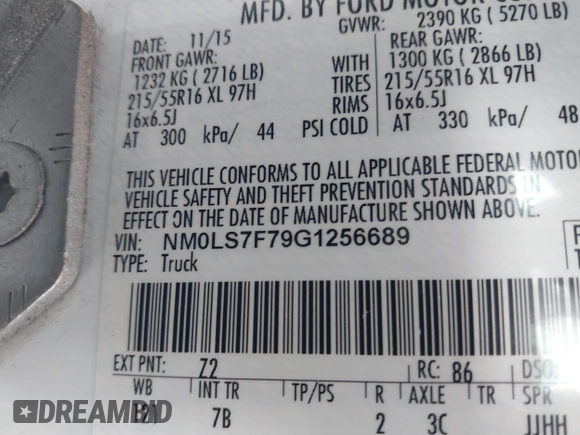 MFD. BY FORD MOTOR CO
GVWR: 2390 KG ( 5270 LB)
DATE: 11/15
FRONT GAWR: REAR GAWR:
1232 KG ( 2716 LB) 1300 KG ( 2866 LB)
WITH
215/55R16 XL 97H TIRES 215/55R16 XL 97H
16x6.5J RIMS 16x6.5J
AT 300 kPa/ 44 PSI COLD AT 330 kPa/ 48
THIS VEHICLE CONFORMS TO ALL APPLICABLE FEDERAL MOTO
VEHICLE SAFETY AND THEFT PREVENTION STANDARDS IN
EFFECT ON THE DATE OF MANUFACTURE SHOWN ABOVE.
VIN: NM0LS7F79G1256689
TYPE: Truck
EXT PNT: Z2 RC: 86 DSO:
WB INT TR TP/PS R AXLE TR SPR
121 7B 2 3C JJHH
DREAMBID